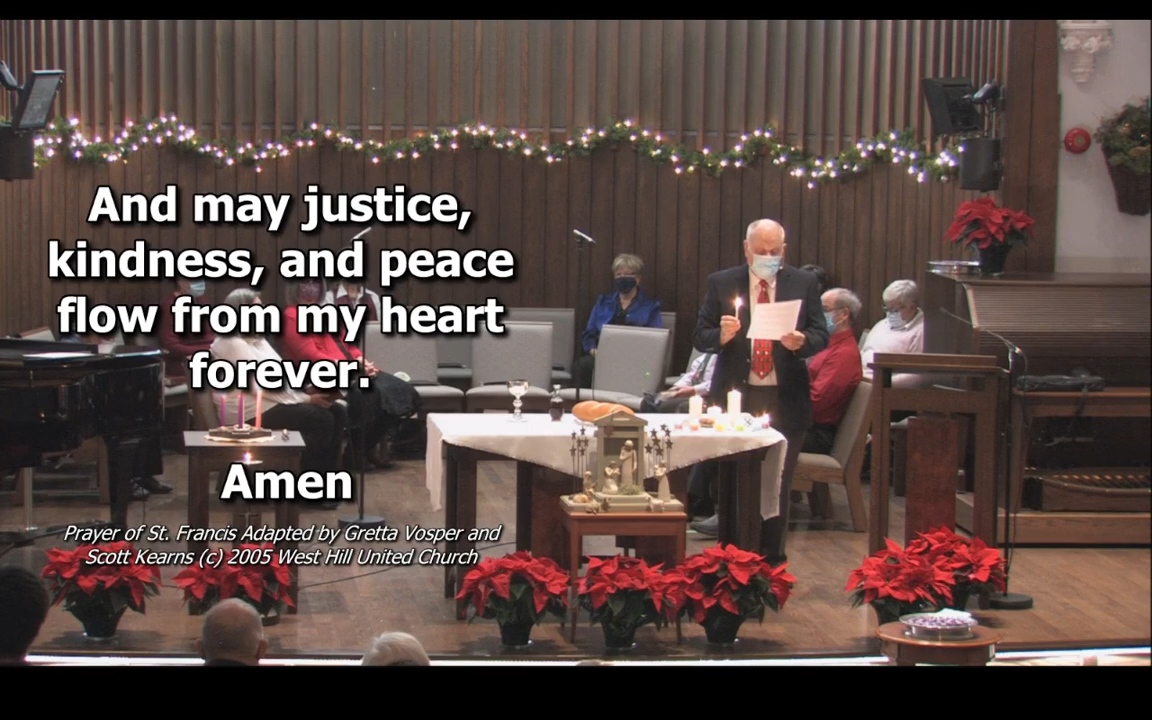 And may justice,
kindness, and peace
flow from my heart
forever.
Amen
Prayer of St. Francis Adapted by Gretta Vosper and
Scott Kearns (c) 2005 West Hill United Church